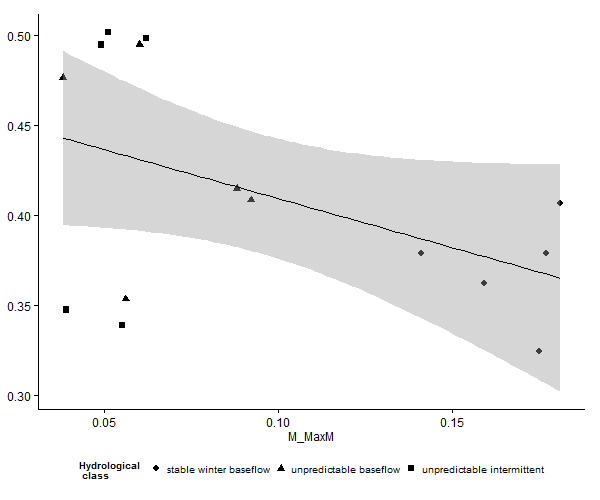 0.50
0.45
0.40
0.35
0.30
0.05 0.10 0.15
M_MaxM
Hydrological
class
stable winter baseflow unpredictable baseflow unpredictable intermittent